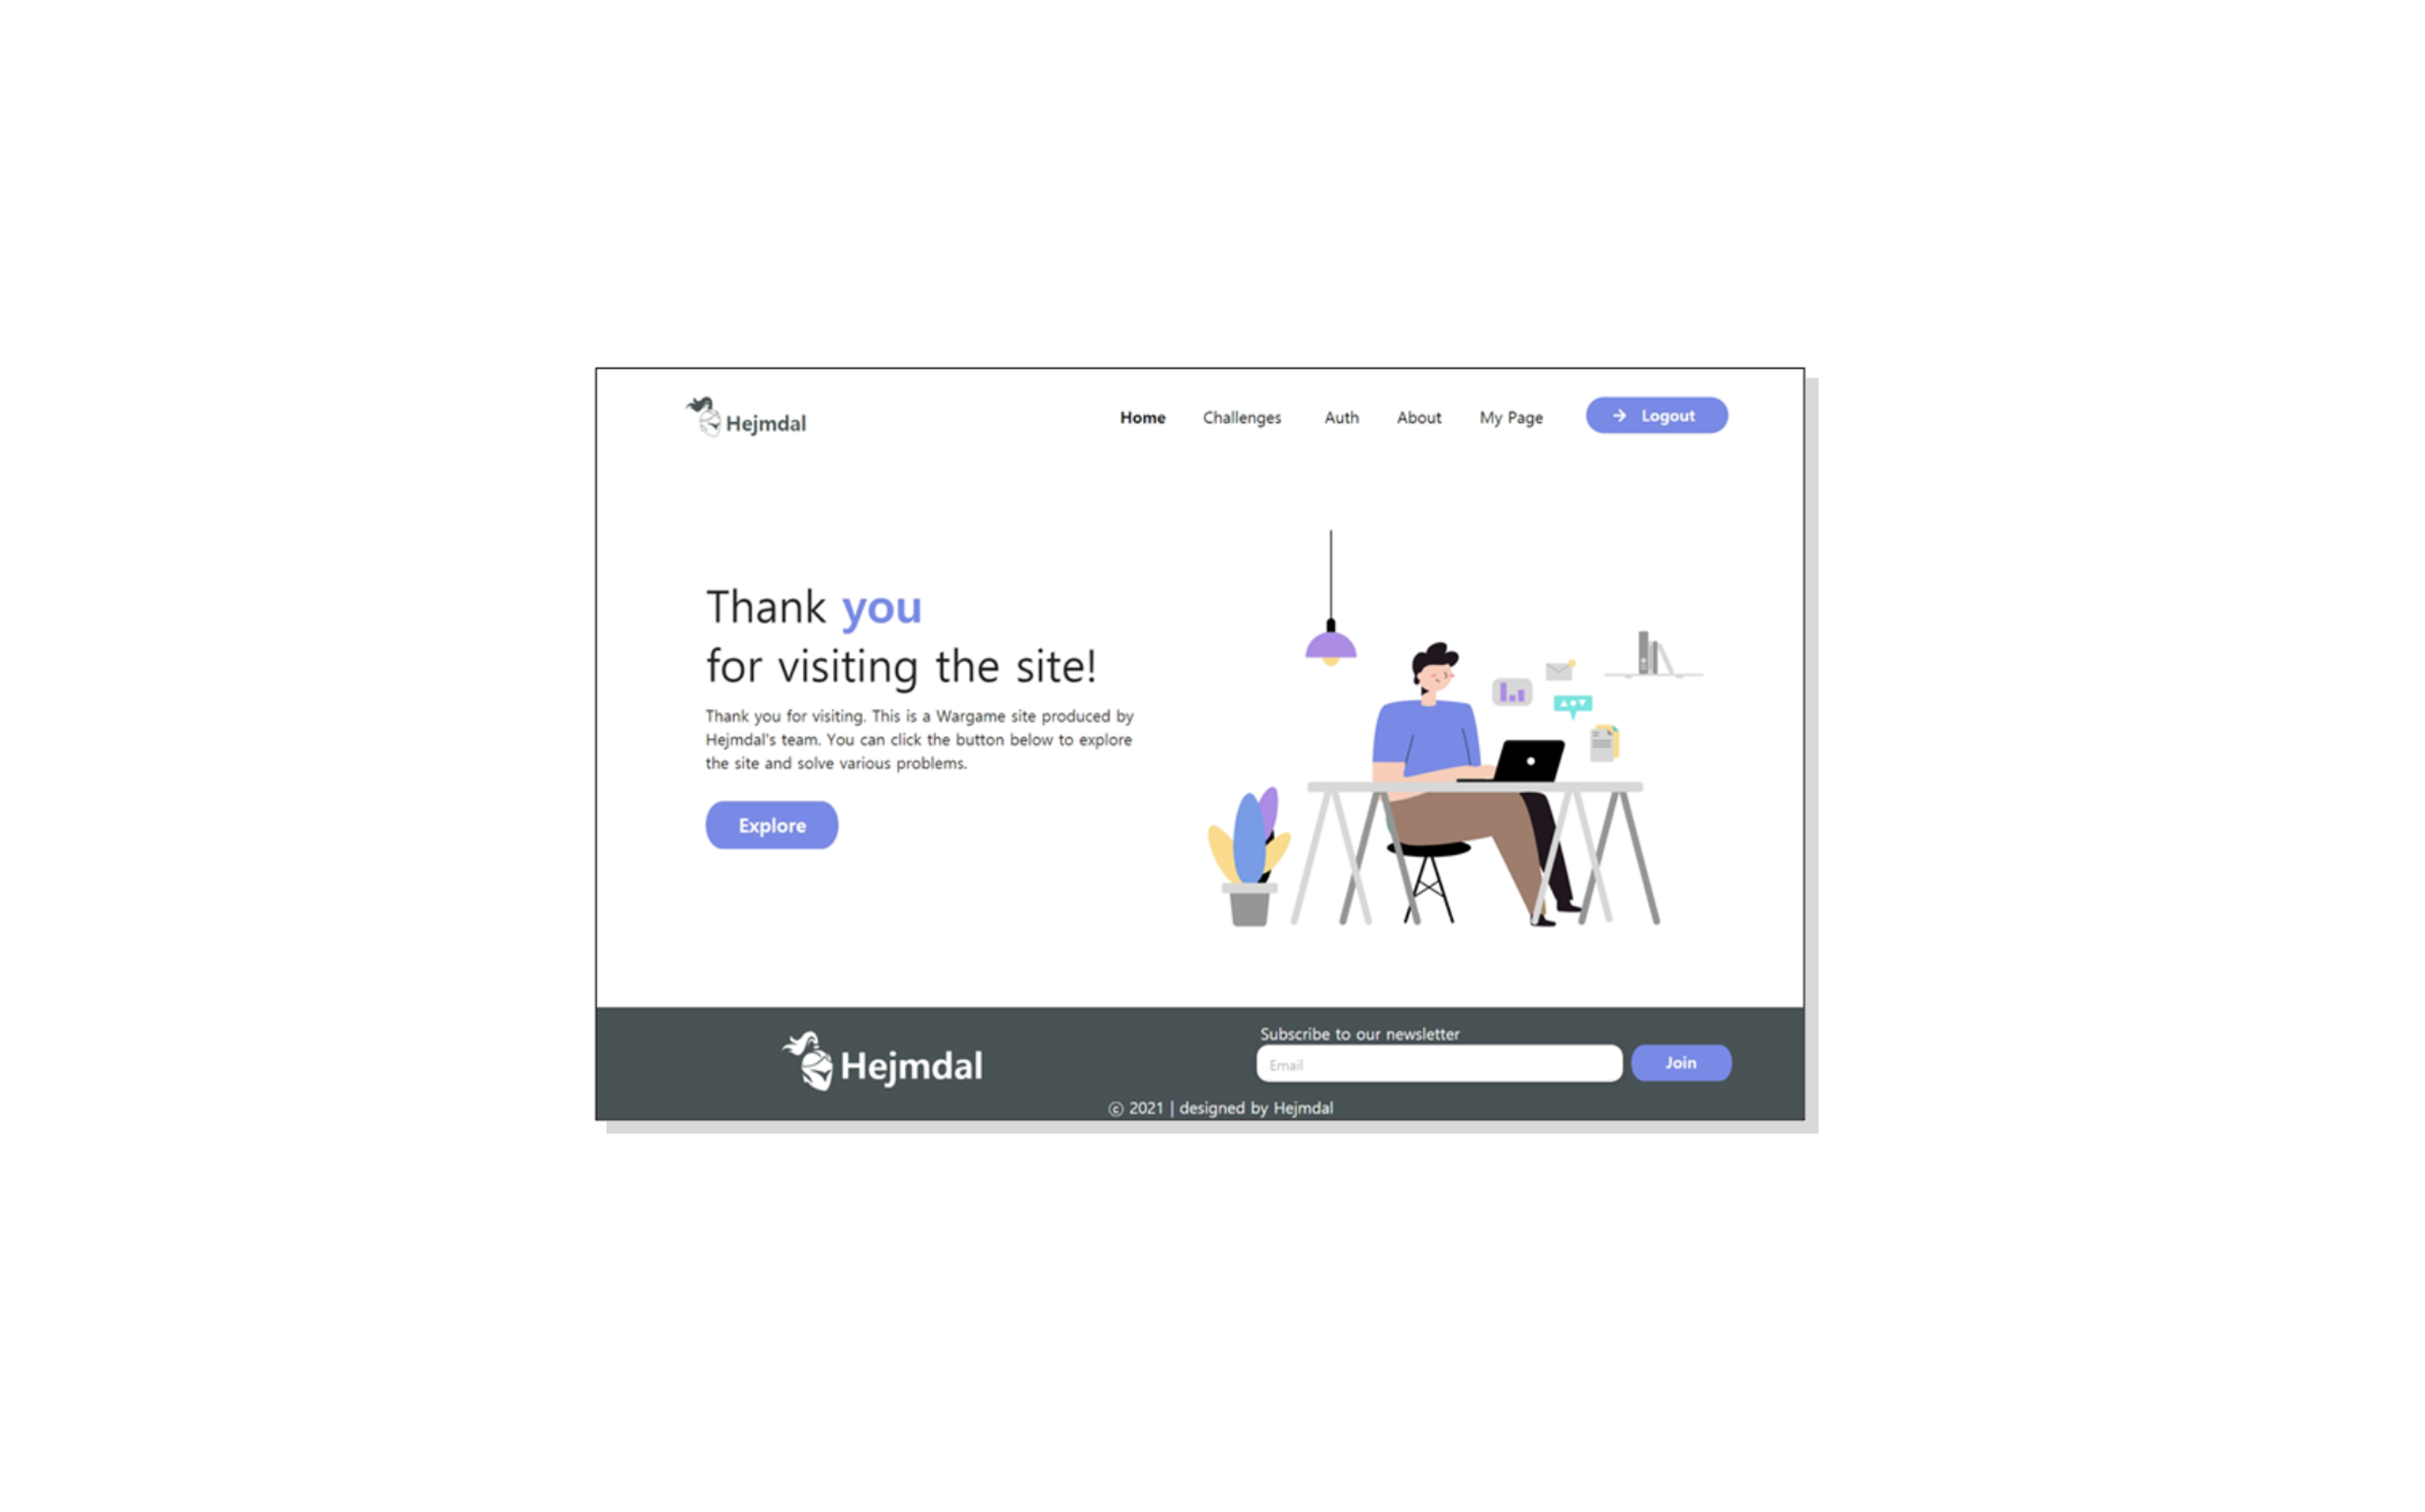 Hejmdal
Home Challenges Auth About My Page Logout
Thank you
for visiting the site!
Thank you for visiting. This is a Wargame site produced by
Hejmdal's team. You can click the button below to explore
the site and solve various problems.
Explore
Hejmdal
Subscribe to our newsletter
Email
Join
© 2021 | designed by Hejmdal